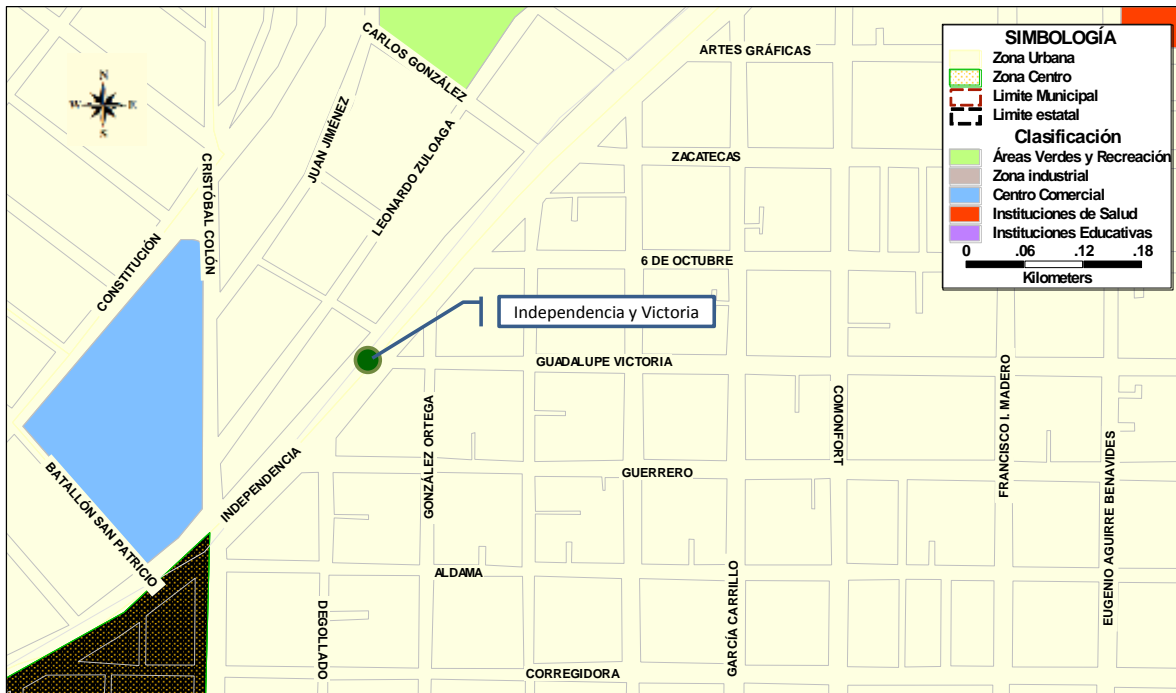 SIMBOLOGÍA
Zona Urbana
Zona Centro
Limite Municipal
Limite estatal
Clasificación
Áreas Verdes y Recreación
Zona industrial
Centro Comercial
Instituciones de Salud
Instituciones Educativas
0 .06 .12 .18
Kilometers
N
W E
S
CARLOS GONZÁLEZ
ARTES GRÁFICAS
JUAN JIMÉNEZ
LEONARDO ZULOAGA
ZACATECAS
CRISTÓBAL COLÓN
CONSTITUCIÓN
6 DE OCTUBRE
Independencia y Victoria
GUADALUPE VICTORIA
GONZÁLEZ ORTEGA
COMONFORT
FRANCISCO I. MADERO
EUGENIO AGUIRRE BENAVIDES
INDEPENDENCIA
GUERRERO
BATALLÓN SAN PATRICIO
ALDAMA
DEGOLLADO
GARCÍA CARRILLO
CORREGIDORA